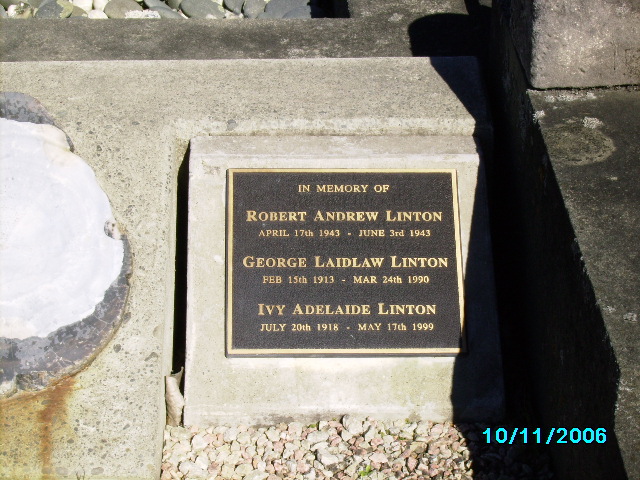 IN MEMORY OF
ROBERT ANDREW LINTON
APRIL 17th 1943 - JUNE 3rd 1943
GEORGE LAIDLAW LINTON
FEB 15th 1913 - MAR 24th 1990
IVY ADELAIDE LINTON
JULY 20th 1918 - MAY 17th 1999
10/11/2006